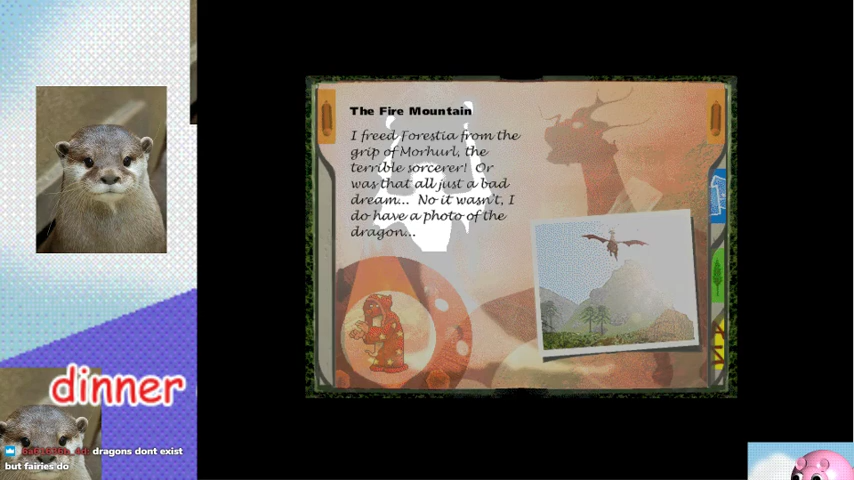 The Fire Mountain
I freed Forestia from the
grip of Morhurl, the
terrible sorcerer! Or
was that all just a bad
dream... No it wasn't, I
do have a photo of the
dragon...
dinner
dragons dont exist
but fairies do